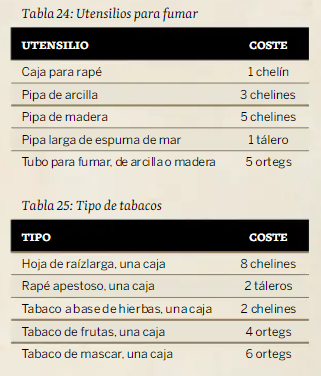 Tabla 24: Utensilios para fumar
UTENSILIO COSTE
Caja para rapé 1 chelín
Pipa de arcilla 3 chelines
Pipa de madera 5 chelines
Pipa larga de espuma de mar 1 tálero
Tubo para fumar, de arcilla o madera 5 ortegs
Tabla 25: Tipo de tabacos
TIPO COSTE
Hoja de raízlarga, una caja 8 chelines
Rapé apestoso, una caja 2 táleros
Tabaco a base de hierbas, una caja 2 chelines
Tabaco de frutas, una caja 4 ortegs
Tabaco de mascar, una caja 6 ortegs